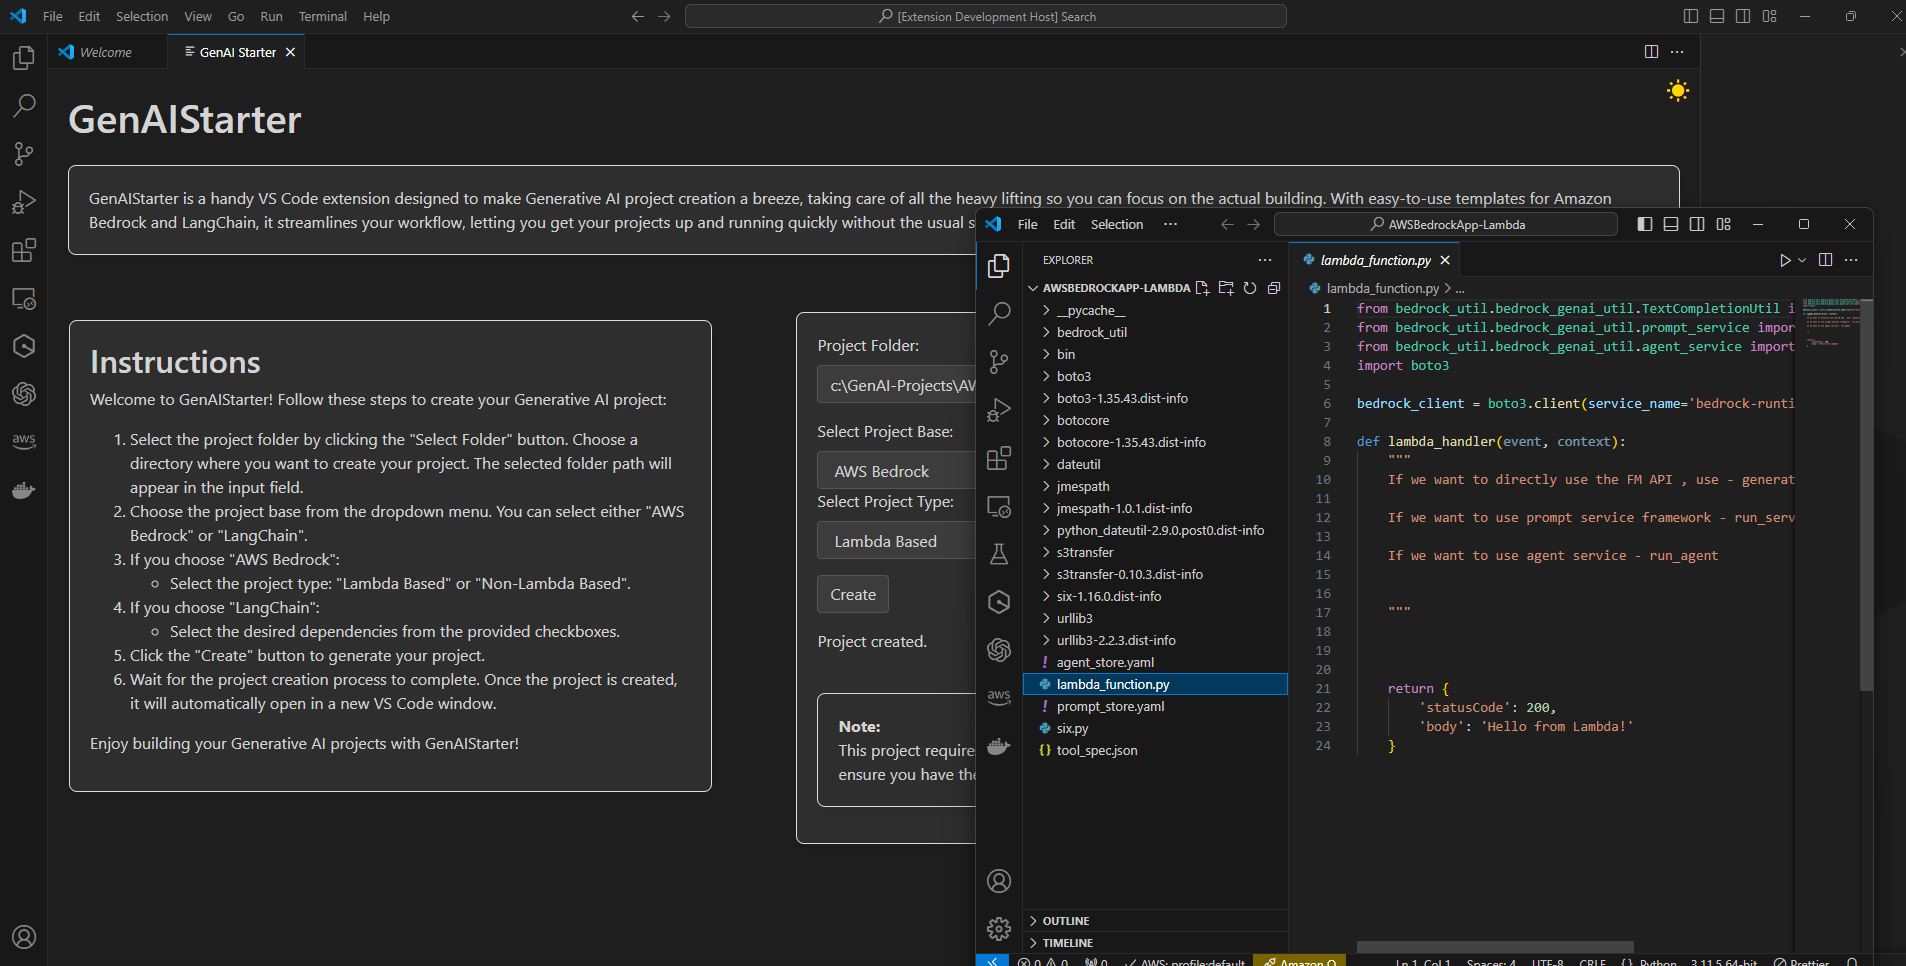 File Edit Selection View Go Run Terminal Help
[Extension Development Host] Search
Welcome
GenAI Starter
GenAIStarter
GenAIStarter is a handy VS Code extension designed to make Generative AI project creation a breeze, taking care of all the heavy lifting so you can focus on the actual building. With easy-to-use templates for Amazon
Bedrock and LangChain, it streamlines your workflow, letting you get your projects up and running quickly without the usual s
Instructions
Welcome to GenAIStarter! Follow these steps to create your Generative AI project:
1. Select the project folder by clicking the "Select Folder" button. Choose a
directory where you want to create your project. The selected folder path will
appear in the input field.
2. Choose the project base from the dropdown menu. You can select either "AWS
Bedrock" or "LangChain".
3. If you choose "AWS Bedrock":
Select the project type: "Lambda Based" or "Non-Lambda Based".
4. If you choose "LangChain":
Select the desired dependencies from the provided checkboxes.
5. Click the "Create" button to generate your project.
6. Wait for the project creation process to complete. Once the project is created,
it will automatically open in a new VS Code window.
Enjoy building your Generative AI projects with GenAIStarter!
aws
Project Folder:
c:\GenAI-Projects\AW
Select Project Base:
AWS Bedrock
Select Project Type:
Lambda Based
Create
Project created.
Note:
This project require
ensure you have the
File Edit Selection ...
AWSBedrockApp-Lambda
EXPLORER
AWSBEDROCKAPP-LAMBDA
__pycache__
bedrock_util
bin
boto3
boto3-1.35.43.dist-info
botocore
botocore-1.35.43.dist-info
dateutil
jmespath
jmespath-1.0.1.dist-info
python_dateutil-2.9.0.post0.dist-info
s3transfer
s3transfer-0.10.3.dist-info
six-1.16.0.dist-info
urllib3
urllib3-2.2.3.dist-info
agent_store.yaml
lambda_function.py
prompt_store.yaml
six.py
{} tool_spec.json
OUTLINE
TIMELINE
aws
lambda_function.py
lambda_function.py > ...
1 from bedrock_util.bedrock_genai_util.TextCompletionUtil i
2 from bedrock_util.bedrock_genai_util.prompt_service impor
3 from bedrock_util.bedrock_genai_util.agent_service import
4 import boto3
5
6 bedrock_client = boto3.client(service_name='bedrock-runti
7
8 def lambda_handler(event, context):
9 """
10 If we want to directly use the FM API , use - generat
11
12 If we want to use prompt service framework - run_serv
13
14 If we want to use agent service - run_agent
15
16
17 """
18
19
20
21 return {
22 'statusCode': 200,
23 'body': 'Hello from Lambda!'
24 }
0 0 0 AWS: profile:default Amazon Q Ln 1, Col 1 Spaces: 4 UTF-8 CRLF {} Python 3.11.5 64-bit Prettier